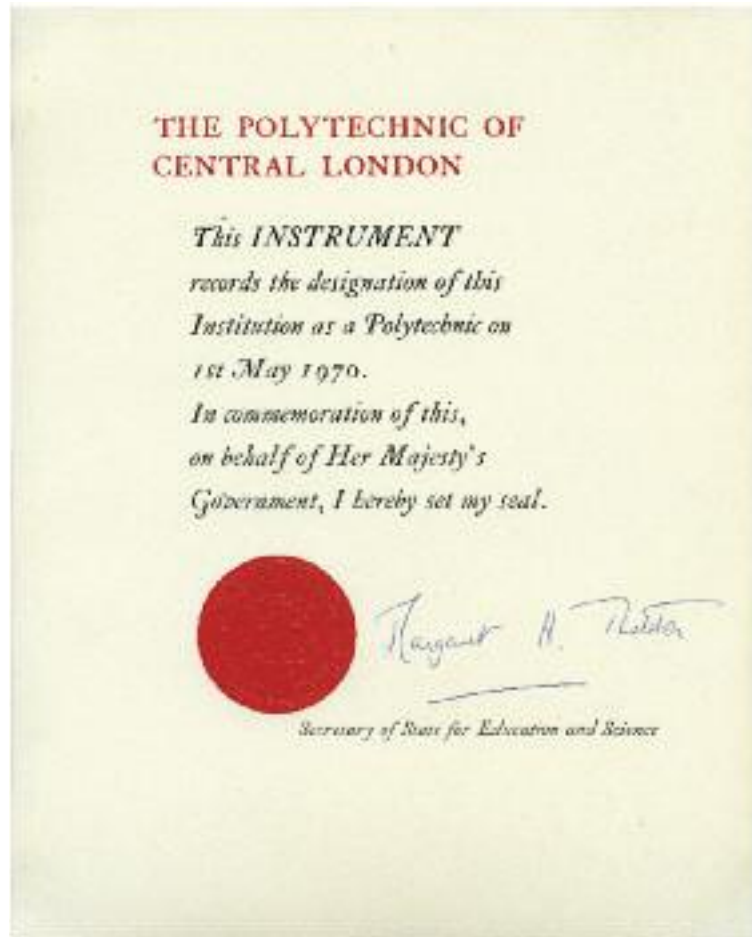 THE POLYTECHNIC OF
CENTRAL LONDON
This INSTRUMENT
records the designation of this
Institution as a Polytechnic on
1st May 1970.
In commemoration of this,
on behalf of Her Majesty's
Government, I hereby set my seal.
Margaret H. Thatcher
Secretary of State for Education and Science